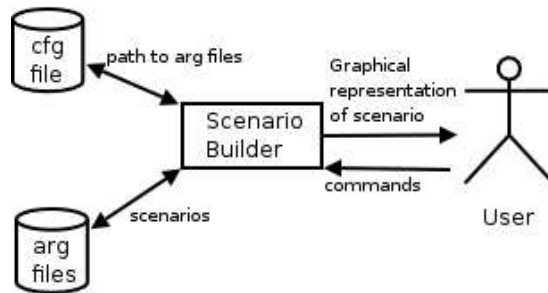 cfg
file
path to arg files
Graphical
representation
of scenario
Scenario
Builder
commands
scenarios
User
arg
files